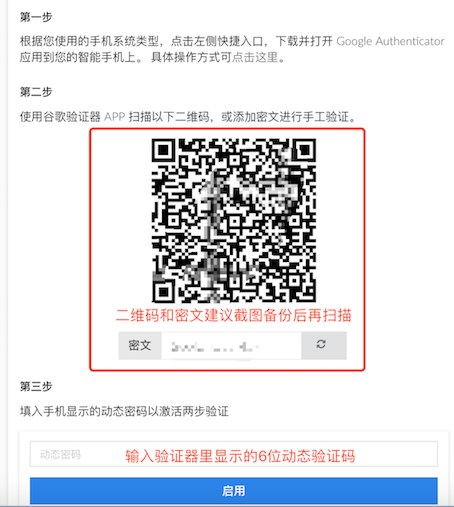 第一步
根据您使用的手机系统类型，点击左侧快捷入口，下载并打开 Google Authenticator
应用到您的智能手机上。 具体操作方式可点击这里。
第二步
使用谷歌验证器 APP 扫描以下二维码，或添加密文进行手工验证。
二维码和密文建议截图备份后再扫描
密文
第三步
填入手机显示的动态密码以激活两步验证
动态密码 输入验证器里显示的6位动态验证码
启用